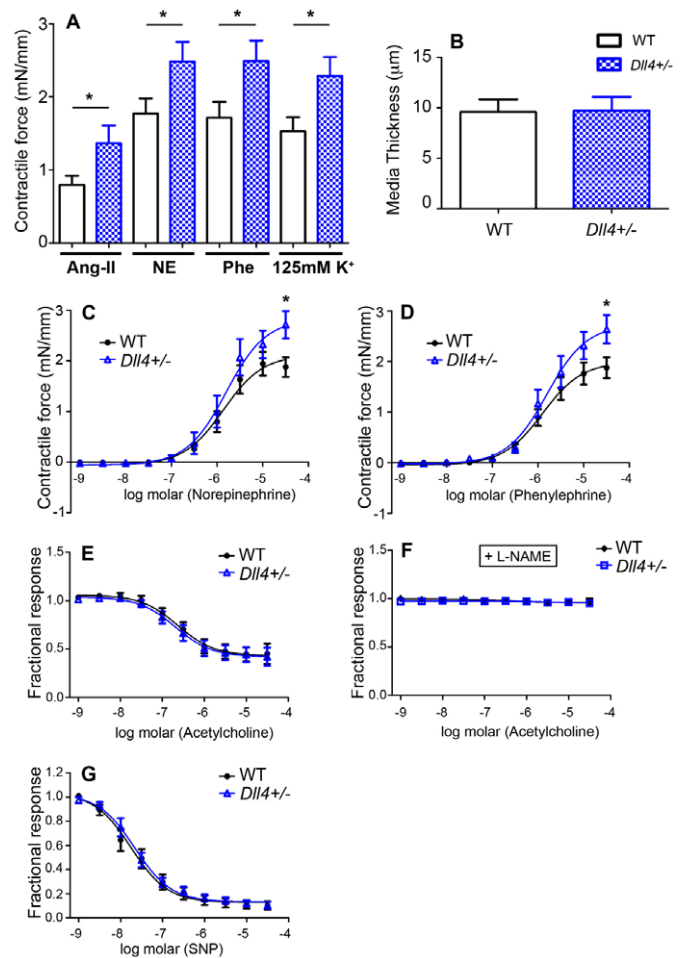 A
Contractile force (mN/mm)
3
2
1
0
*
*
*
*
Ang-II
NE
Phe
125mM K⁺
B
WT
Dll4+/-
Media Thickness (μm)
15
10
5
0
WT
Dll4+/-
C
WT
Dll4+/-
*
Contractile force (mN/mm)
3
2
1
0
-1
-9 -8 -7 -6 -5 -4
log molar (Norepinephrine)
D
WT
Dll4+/-
*
Contractile force (mN/mm)
3
2
1
0
-1
-9 -8 -7 -6 -5 -4
log molar (Phenylephrine)
E
WT
Dll4+/-
Fractional response
1.5
1.0
0.5
0.0
-9 -8 -7 -6 -5 -4
log molar (Acetylcholine)
F
+ L-NAME
WT
Dll4+/-
Fractional response
1.5
1.0
0.5
0.0
-9 -8 -7 -6 -5 -4
log molar (Acetylcholine)
G
WT
Dll4+/-
Fractional response
1.2
1.0
0.8
0.6
0.4
0.2
0.0
-9 -8 -7 -6 -5 -4
log molar (SNP)